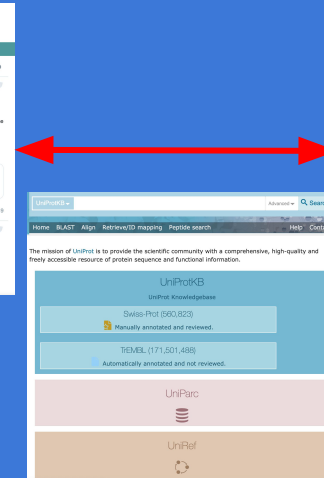 UniProtKB
Advanced
Search
Home BLAST Align Retrieve/ID mapping Peptide search Help Conta
The mission of UniProt is to provide the scientific community with a comprehensive, high-quality and
freely accessible resource of protein sequence and functional information.
UniProtKB
UniProt Knowledgebase
Swiss-Prot (560,823)
Manually annotated and reviewed.
TrEMBL (171,501,488)
Automatically annotated and not reviewed.
UniParc
UniRef